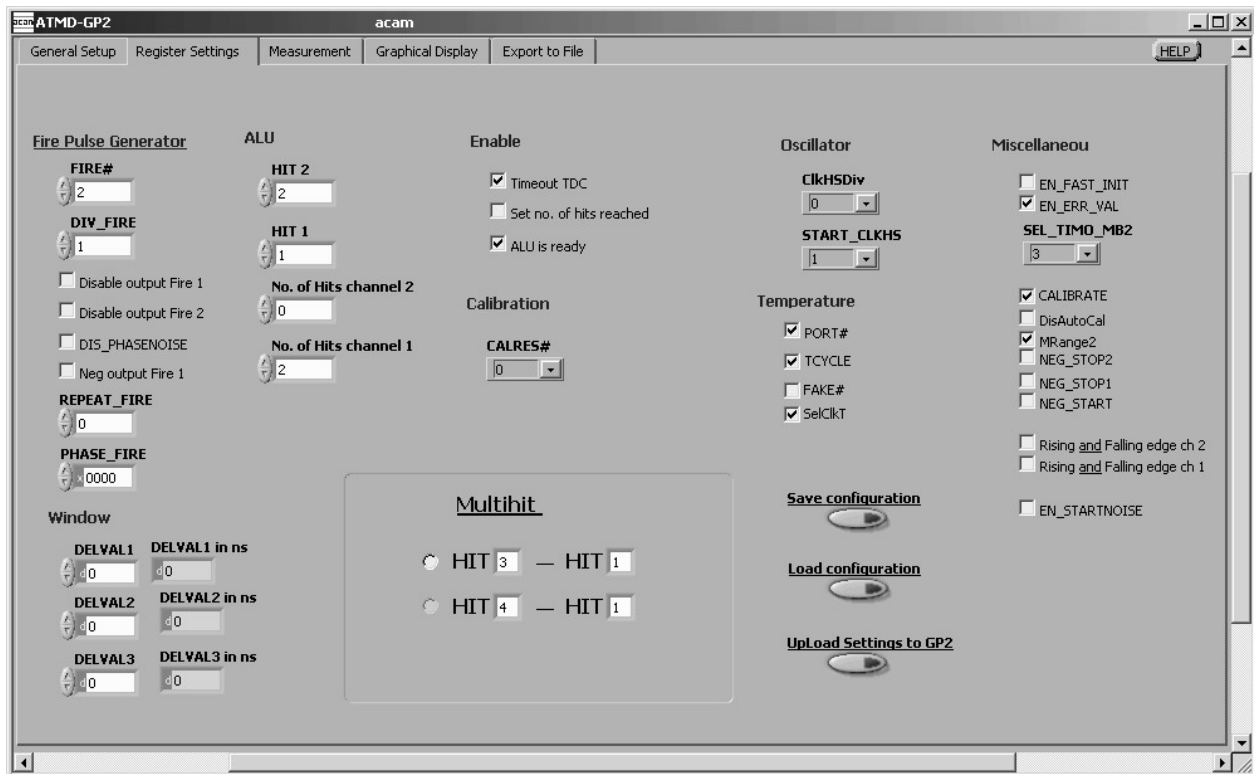 acam ATMD-GP2 acam
General Setup Register Settings Measurement Graphical Display Export to File HELP
Fire Pulse Generator
FIRE#
2
DIV_FIRE
1
Disable output Fire 1
Disable output Fire 2
DIS_PHASENOISE
Neg output Fire 1
REPEAT_FIRE
0
PHASE_FIRE
x 0000
Window
DELVAL1 DELVAL1 in ns
d 0 d 0
DELVAL2 DELVAL2 in ns
d 0 d 0
DELVAL3 DELVAL3 in ns
d 0 d 0
ALU
HIT 2
2
HIT 1
1
No. of Hits channel 2
0
No. of Hits channel 1
2
Enable
Timeout TDC
Set no. of hits reached
ALU is ready
Calibration
CALRES#
0
Multihit
HIT 3 — HIT 1
HIT 4 — HIT 1
Oscillator
ClkHSDiv
0
START_CLKHS
1
Temperature
PORT#
TCYCLE
FAKE#
SelClkT
Save configuration
Load configuration
UpLoad Settings to GP2
Miscellaneou
EN_FAST_INIT
EN_ERR_VAL
SEL_TIMO_MB2
3
CALIBRATE
DisAutoCal
MRange2
NEG_STOP2
NEG_STOP1
NEG_START
Rising and Falling edge ch 2
Rising and Falling edge ch 1
EN_STARTNOISE